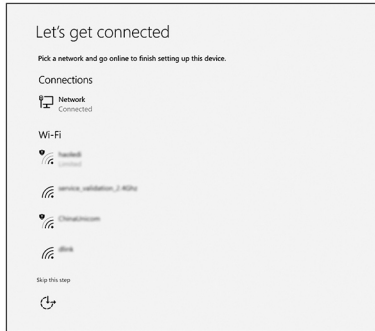 Let's get connected
Pick a network and go online to finish setting up this device.
Connections
Network
Connected
Wi-Fi
Limited
service_validation_2.4Ghz
ChinaUnicom
dlink
Skip this step